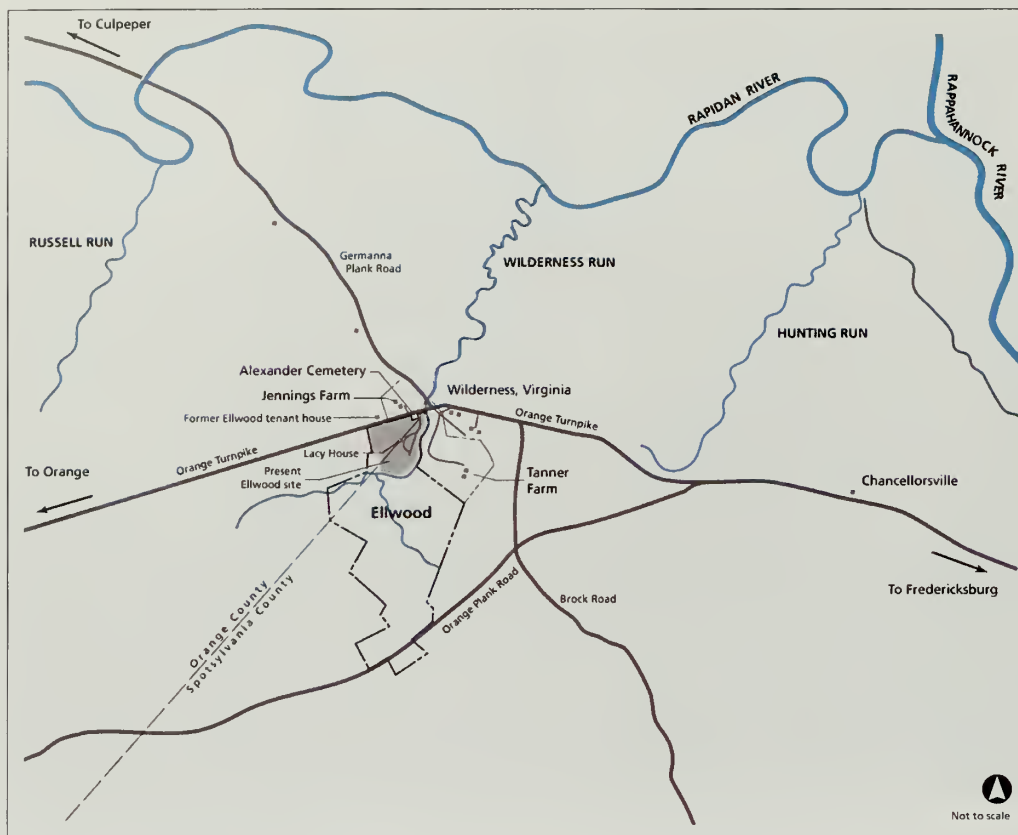 To Culpeper
RAPIDAN RIVER
RAPPAHANNOCK RIVER
RUSSELL RUN
Germanna
Plank Road
WILDERNESS RUN
HUNTING RUN
Alexander Cemetery
Jennings Farm
Former Ellwood tenant house
Wilderness, Virginia
Orange Turnpike
Lacy House
Orange Turnpike
Present
Ellwood site
To Orange
Tanner
Farm
Chancellorsville
Ellwood
To Fredericksburg
Orange Plank Road
Brock Road
Orange County
Spotsylvania County
Not to scale